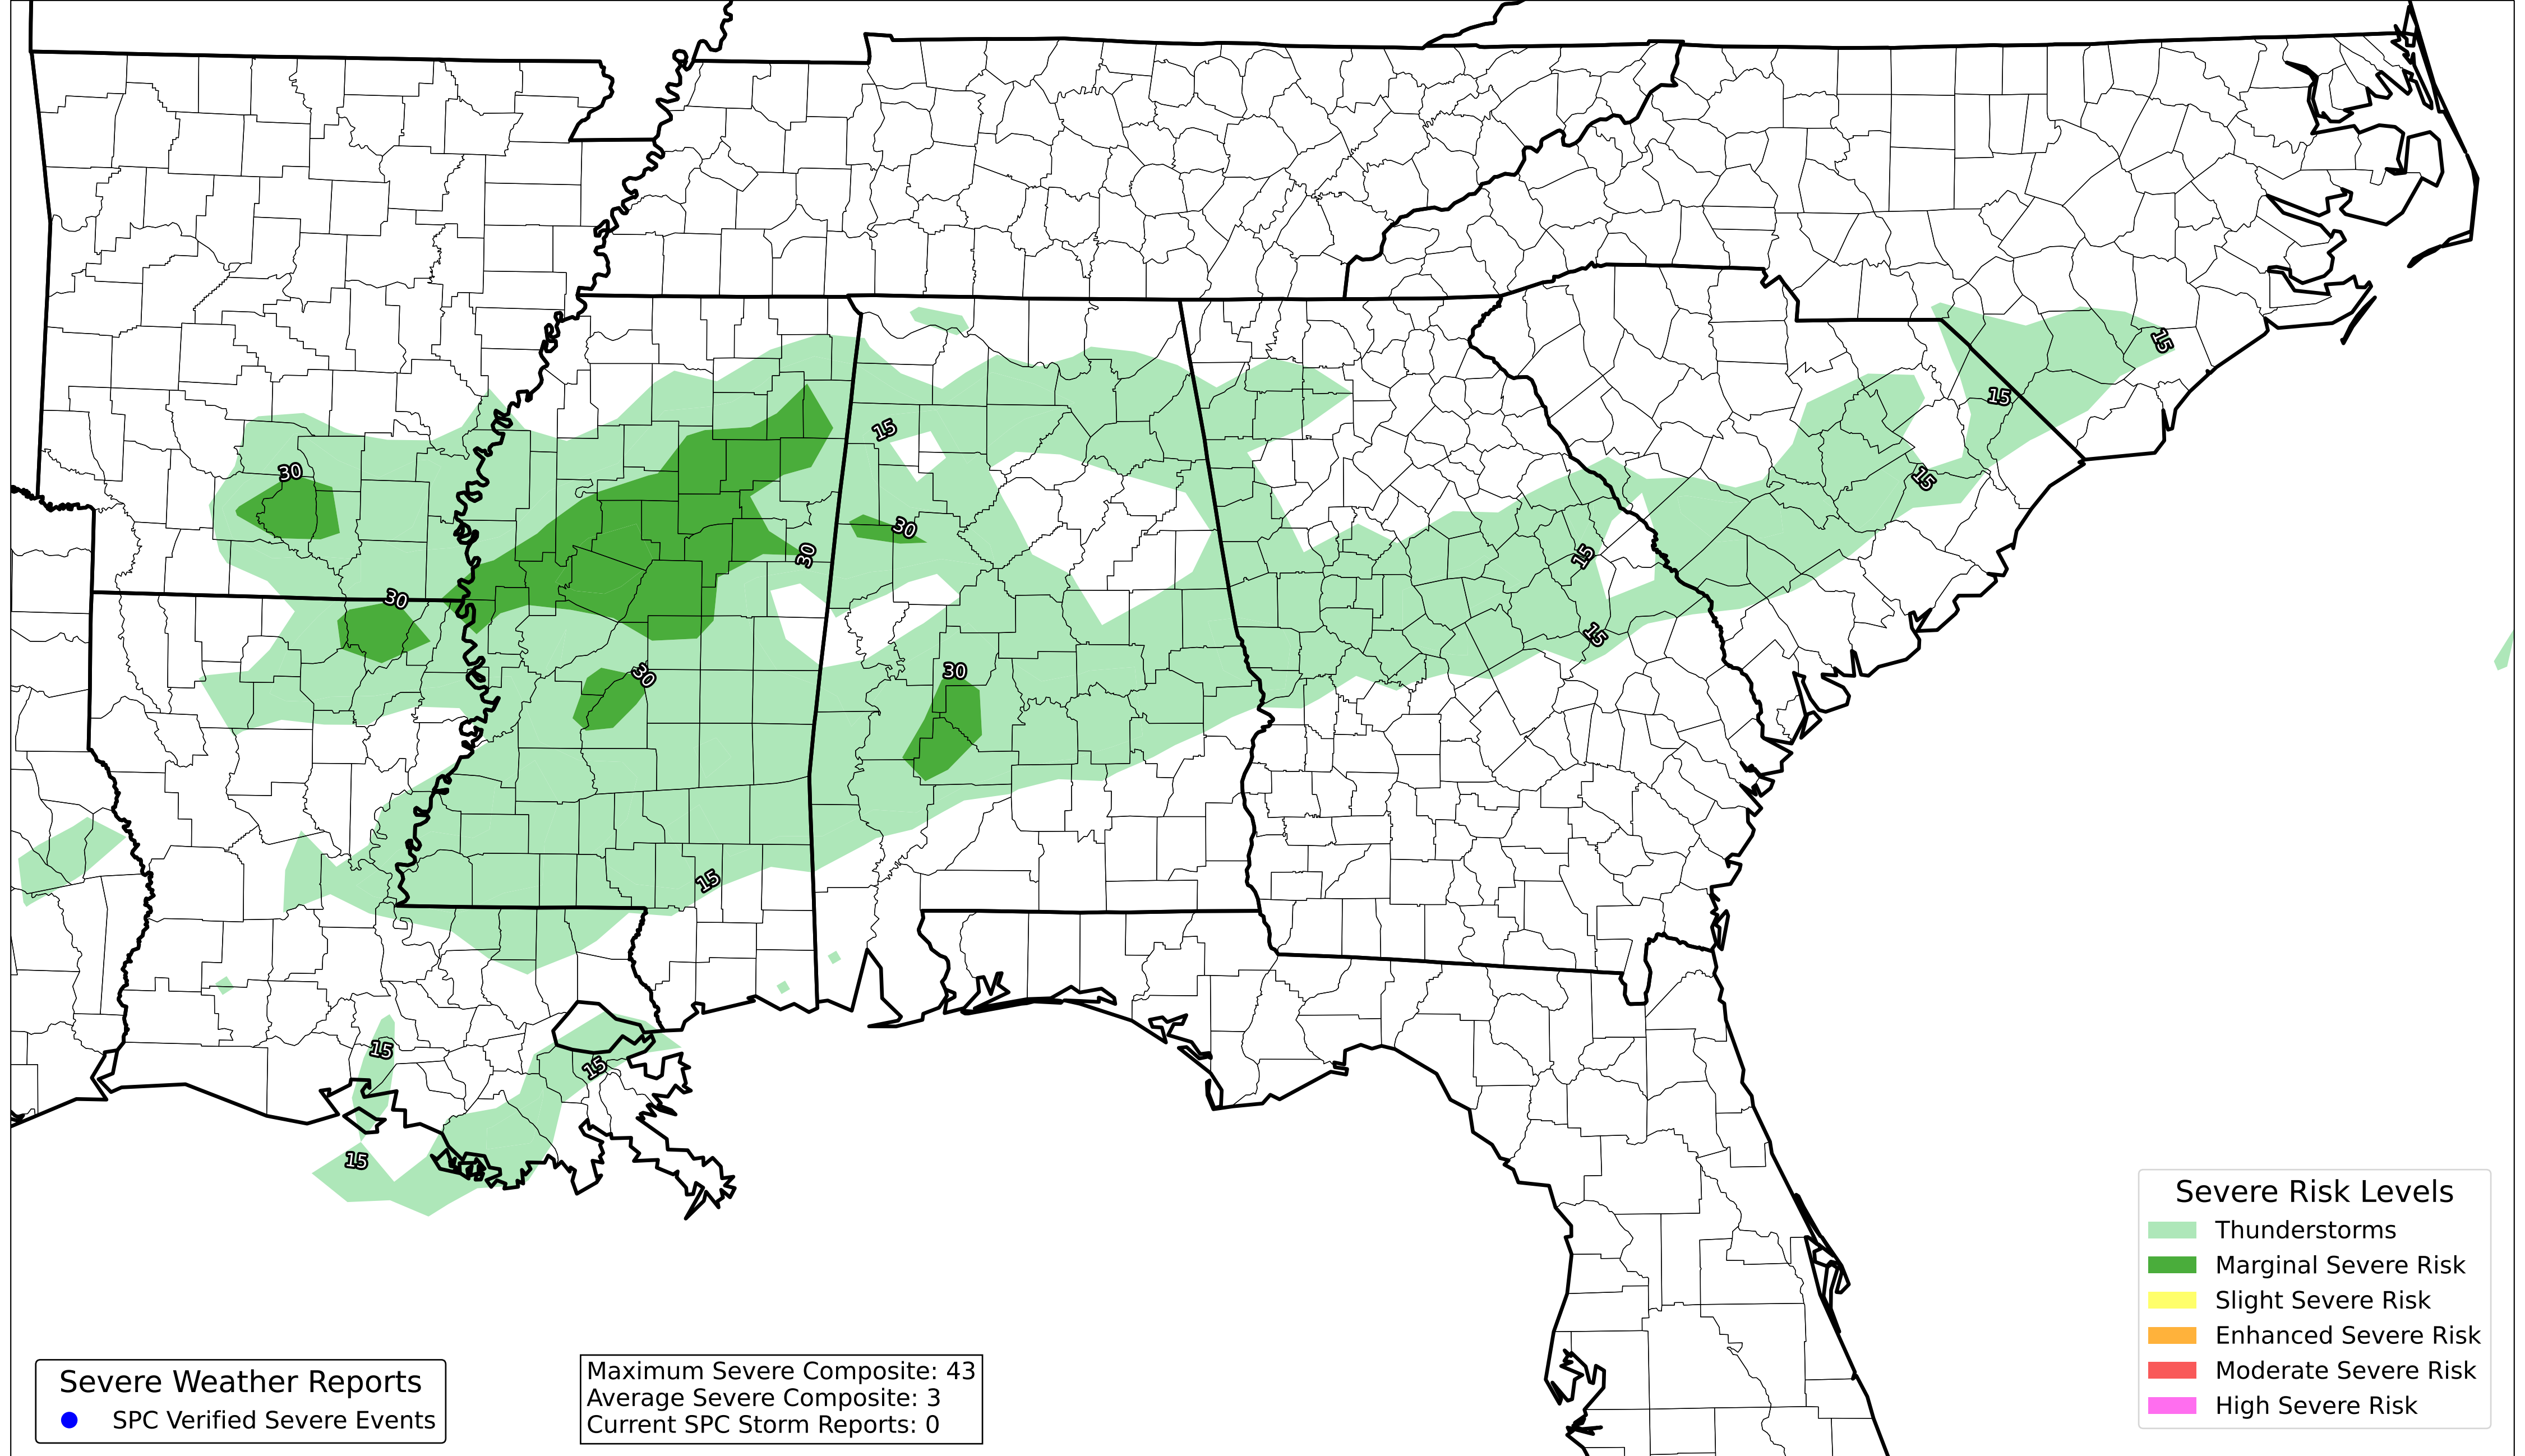 15
15
15
30
15
30
30
15
30
15
30
30
15
15
15
15
Severe Risk Levels
Thunderstorms
Marginal Severe Risk
Slight Severe Risk
Enhanced Severe Risk
Moderate Severe Risk
High Severe Risk
Severe Weather Reports
SPC Verified Severe Events
Maximum Severe Composite: 43
Average Severe Composite: 3
Current SPC Storm Reports: 0